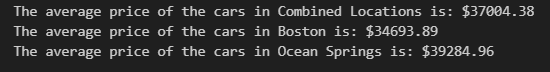 The average price of the cars in Combined Locations is: $37004.38
The average price of the cars in Boston is: $34693.89
The average price of the cars in Ocean Springs is: $39284.96